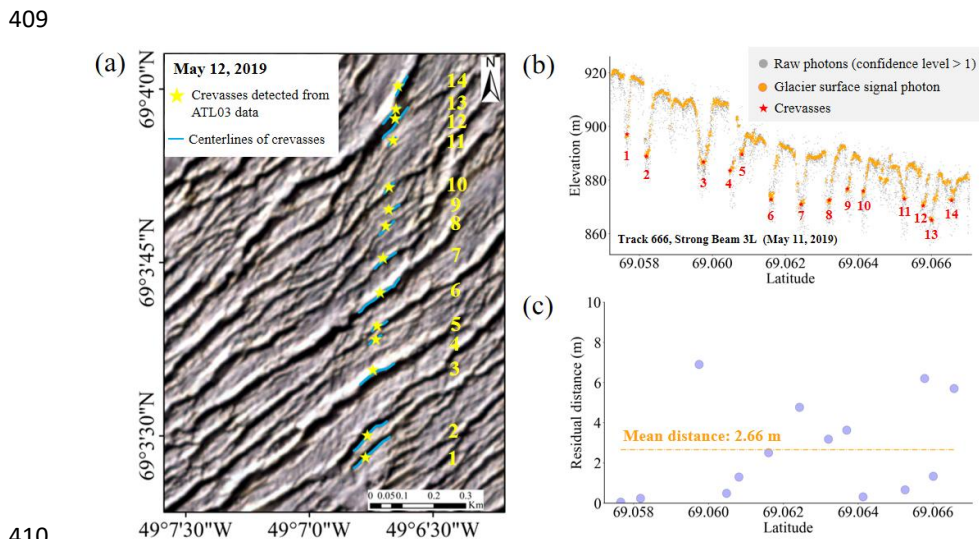 409
(a)
May 12, 2019
Crevasses detected from
ATL03 data
Centerlines of crevasses
N
14
13
12
11
10
9
8
7
6
5
4
3
2
1
69°4'0"N
69°3'45"N
69°3'30"N
49°7'30"W
49°7'0"W
49°6'30"W
0 0.05 0.1 0.2 0.3
Km
(b)
Raw photons (confidence level > 1)
Glacier surface signal photon
Crevasses
Elevation (m)
920
900
880
860
1 2 3 4 5 6 7 8 9 10 11 12 13 14
Track 666, Strong Beam 3L (May 11, 2019)
69.058 69.060 69.062 69.064 69.066
Latitude
(c)
Residual distance (m)
10
8
6
4
2
0
Mean distance: 2.66 m
69.058 69.060 69.062 69.064 69.066
Latitude
410